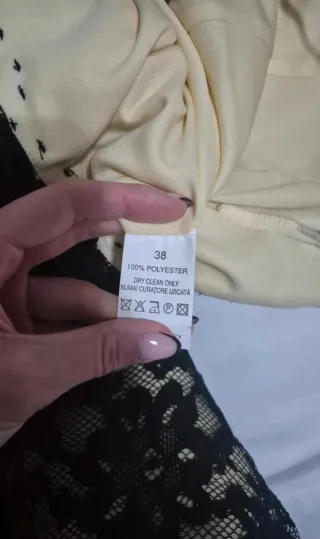 38
100% POLYESTER
DRY CLEAN ONLY
NUMAI CURATORE USCATĂ
P